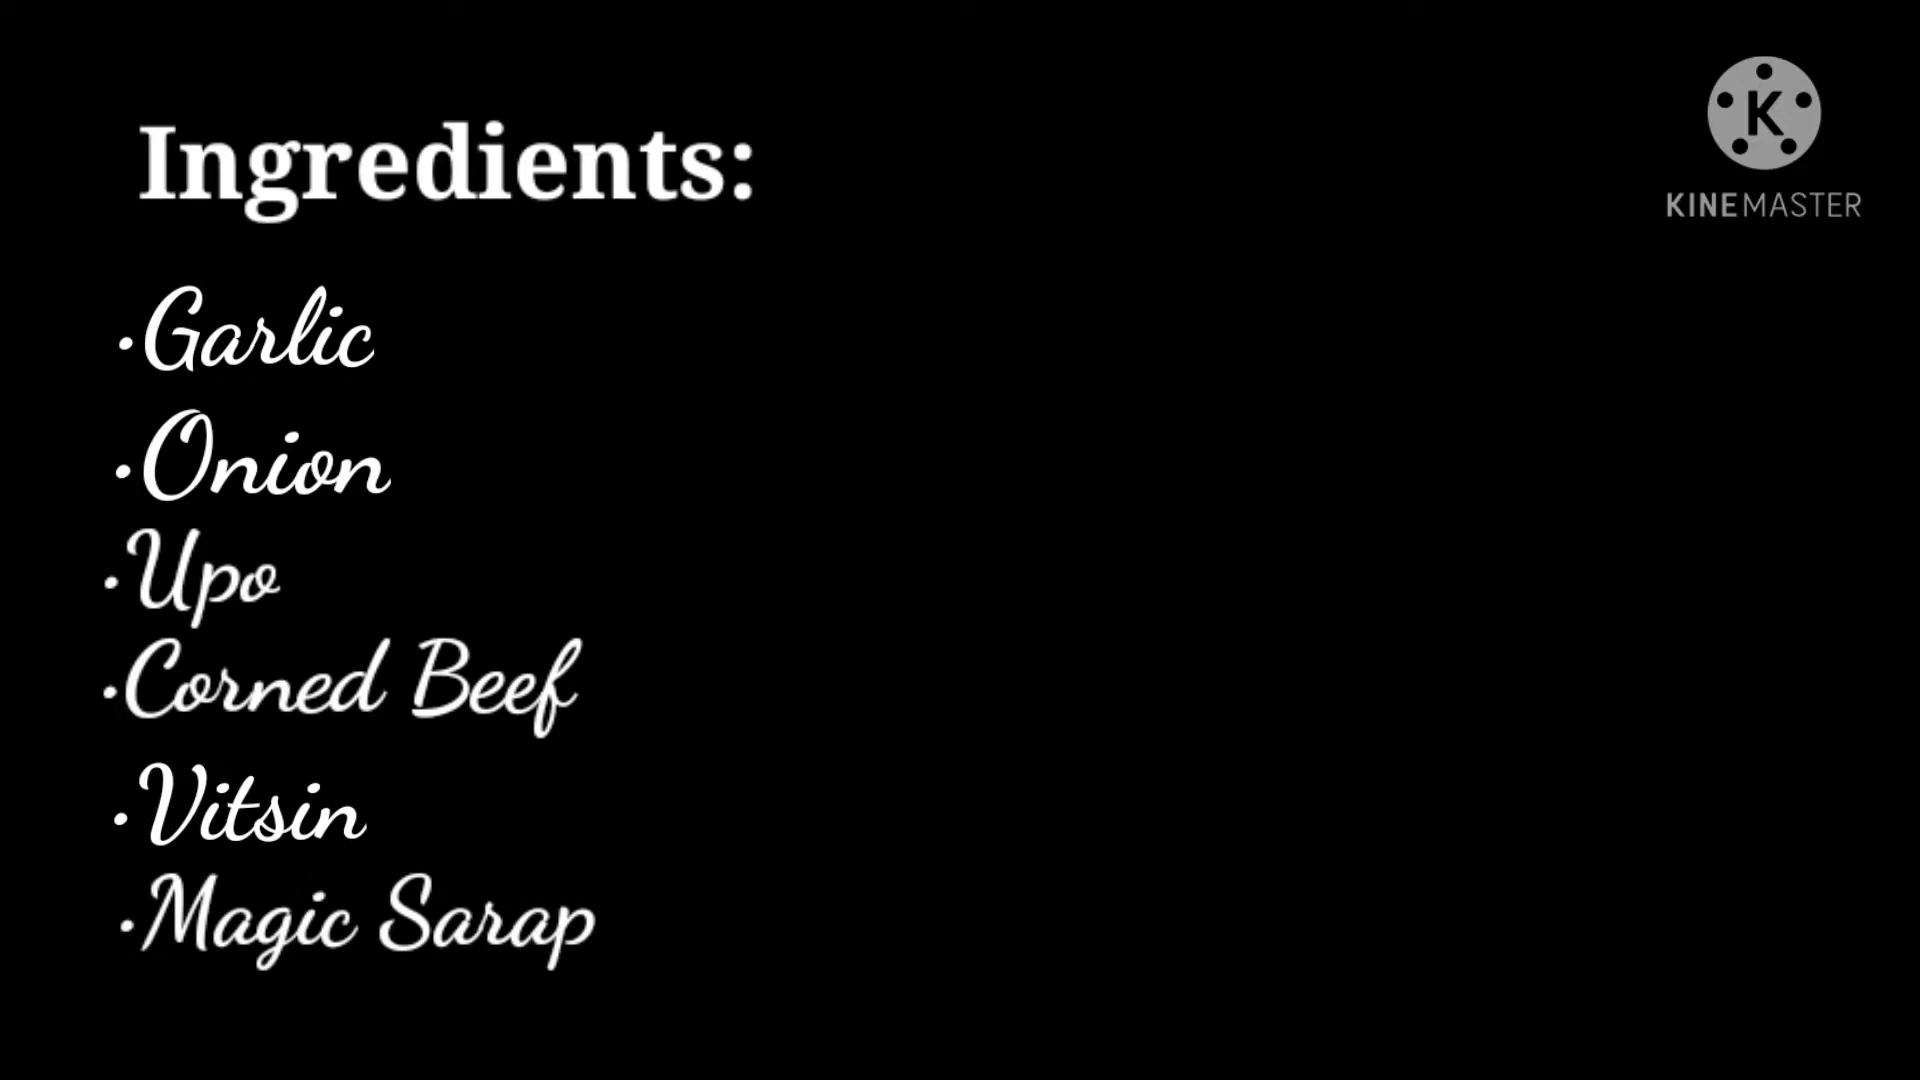 Ingredients:
•Garlic
•Onion
•Upo
•Corned Beef
•Vitsin
•Magic Sarap
K
KINEMASTER